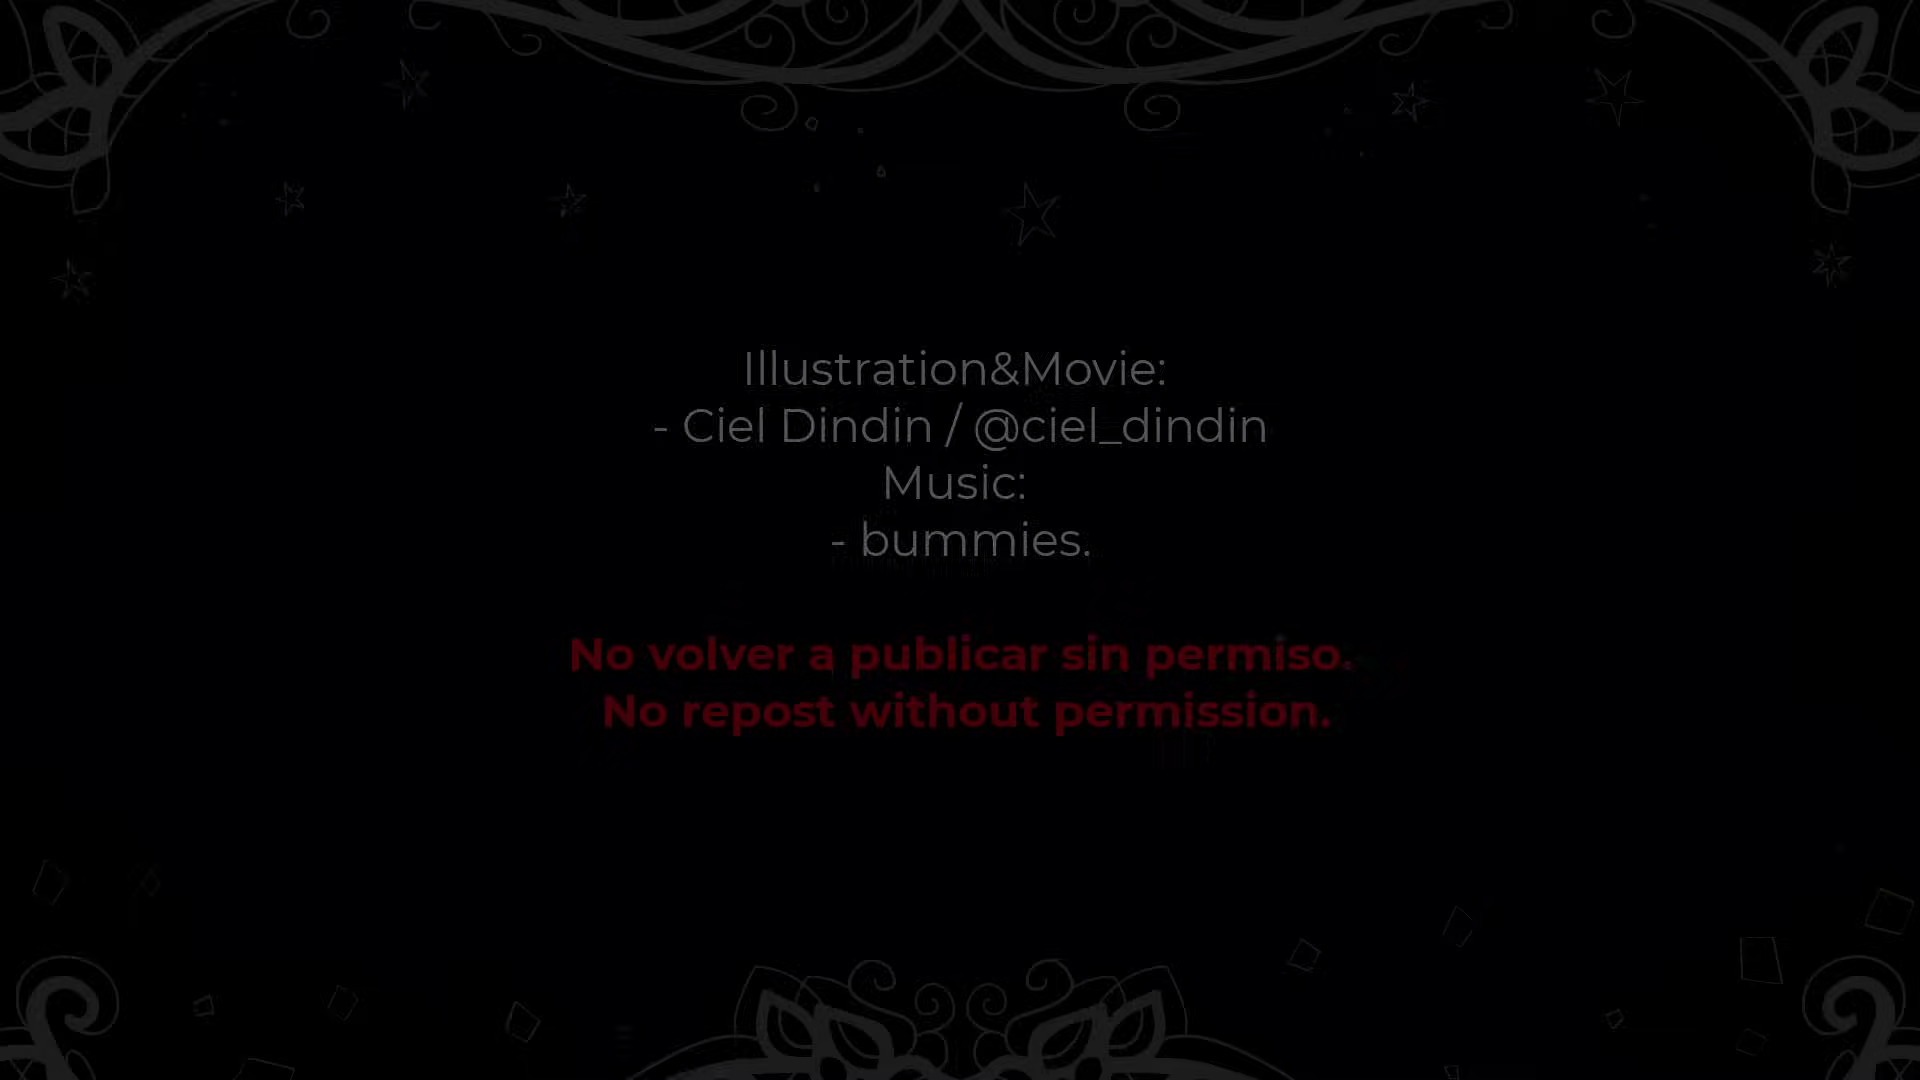 Illustration&Movie:
- Ciel Dindin / @ciel_dindin
Music:
- bummies.
No volver a publicar sin permiso.
No repost without permission.